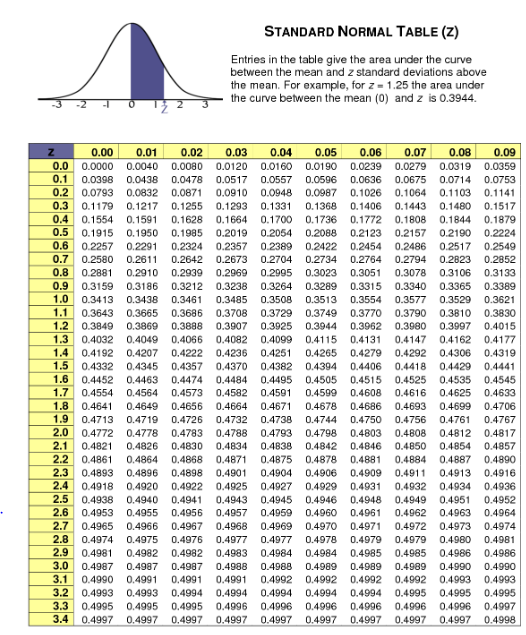 STANDARD NORMAL TABLE (Z)
Entries in the table give the area under the curve
between the mean and z standard deviations above
the mean. For example, for z = 1.25 the area under
the curve between the mean (0) and z is 0.3944.
-3 -2 -1 0 1 2 3
z
Z 0.00 0.01 0.02 0.03 0.04 0.05 0.06 0.07 0.08 0.09
0.0 0.0000 0.0040 0.0080 0.0120 0.0160 0.0190 0.0239 0.0279 0.0319 0.0359
0.1 0.0398 0.0438 0.0478 0.0517 0.0557 0.0596 0.0636 0.0675 0.0714 0.0753
0.2 0.0793 0.0832 0.0871 0.0910 0.0948 0.0987 0.1026 0.1064 0.1103 0.1141
0.3 0.1179 0.1217 0.1255 0.1293 0.1331 0.1368 0.1406 0.1443 0.1480 0.1517
0.4 0.1554 0.1591 0.1628 0.1664 0.1700 0.1736 0.1772 0.1808 0.1844 0.1879
0.5 0.1915 0.1950 0.1985 0.2019 0.2054 0.2088 0.2123 0.2157 0.2190 0.2224
0.6 0.2257 0.2291 0.2324 0.2357 0.2389 0.2422 0.2454 0.2486 0.2517 0.2549
0.7 0.2580 0.2611 0.2642 0.2673 0.2704 0.2734 0.2764 0.2794 0.2823 0.2852
0.8 0.2881 0.2910 0.2939 0.2969 0.2995 0.3023 0.3051 0.3078 0.3106 0.3133
0.9 0.3159 0.3186 0.3212 0.3238 0.3264 0.3289 0.3315 0.3340 0.3365 0.3389
1.0 0.3413 0.3438 0.3461 0.3485 0.3508 0.3513 0.3554 0.3577 0.3529 0.3621
1.1 0.3643 0.3665 0.3686 0.3708 0.3729 0.3749 0.3770 0.3790 0.3810 0.3830
1.2 0.3849 0.3869 0.3888 0.3907 0.3925 0.3944 0.3962 0.3980 0.3997 0.4015
1.3 0.4032 0.4049 0.4066 0.4082 0.4099 0.4115 0.4131 0.4147 0.4162 0.4177
1.4 0.4192 0.4207 0.4222 0.4236 0.4251 0.4265 0.4279 0.4292 0.4306 0.4319
1.5 0.4332 0.4345 0.4357 0.4370 0.4382 0.4394 0.4406 0.4418 0.4429 0.4441
1.6 0.4452 0.4463 0.4474 0.4484 0.4495 0.4505 0.4515 0.4525 0.4535 0.4545
1.7 0.4554 0.4564 0.4573 0.4582 0.4591 0.4599 0.4608 0.4616 0.4625 0.4633
1.8 0.4641 0.4649 0.4656 0.4664 0.4671 0.4678 0.4686 0.4693 0.4699 0.4706
1.9 0.4713 0.4719 0.4726 0.4732 0.4738 0.4744 0.4750 0.4756 0.4761 0.4767
2.0 0.4772 0.4778 0.4783 0.4788 0.4793 0.4798 0.4803 0.4808 0.4812 0.4817
2.1 0.4821 0.4826 0.4830 0.4834 0.4838 0.4842 0.4846 0.4850 0.4854 0.4857
2.2 0.4861 0.4864 0.4868 0.4871 0.4875 0.4878 0.4881 0.4884 0.4887 0.4890
2.3 0.4893 0.4896 0.4898 0.4901 0.4904 0.4906 0.4909 0.4911 0.4913 0.4916
2.4 0.4918 0.4920 0.4922 0.4925 0.4927 0.4929 0.4931 0.4932 0.4934 0.4936
2.5 0.4938 0.4940 0.4941 0.4943 0.4945 0.4946 0.4948 0.4949 0.4951 0.4952
2.6 0.4953 0.4955 0.4956 0.4957 0.4959 0.4960 0.4961 0.4962 0.4963 0.4964
2.7 0.4965 0.4966 0.4967 0.4968 0.4969 0.4970 0.4971 0.4972 0.4973 0.4974
2.8 0.4974 0.4975 0.4976 0.4977 0.4977 0.4978 0.4979 0.4979 0.4980 0.4981
2.9 0.4981 0.4982 0.4982 0.4983 0.4984 0.4984 0.4985 0.4985 0.4986 0.4986
3.0 0.4987 0.4987 0.4987 0.4988 0.4988 0.4989 0.4989 0.4989 0.4990 0.4990
3.1 0.4990 0.4991 0.4991 0.4991 0.4992 0.4992 0.4992 0.4992 0.4993 0.4993
3.2 0.4993 0.4993 0.4994 0.4994 0.4994 0.4994 0.4994 0.4995 0.4995 0.4995
3.3 0.4995 0.4995 0.4995 0.4996 0.4996 0.4996 0.4996 0.4996 0.4996 0.4997
3.4 0.4997 0.4997 0.4997 0.4997 0.4997 0.4997 0.4997 0.4997 0.4997 0.4998